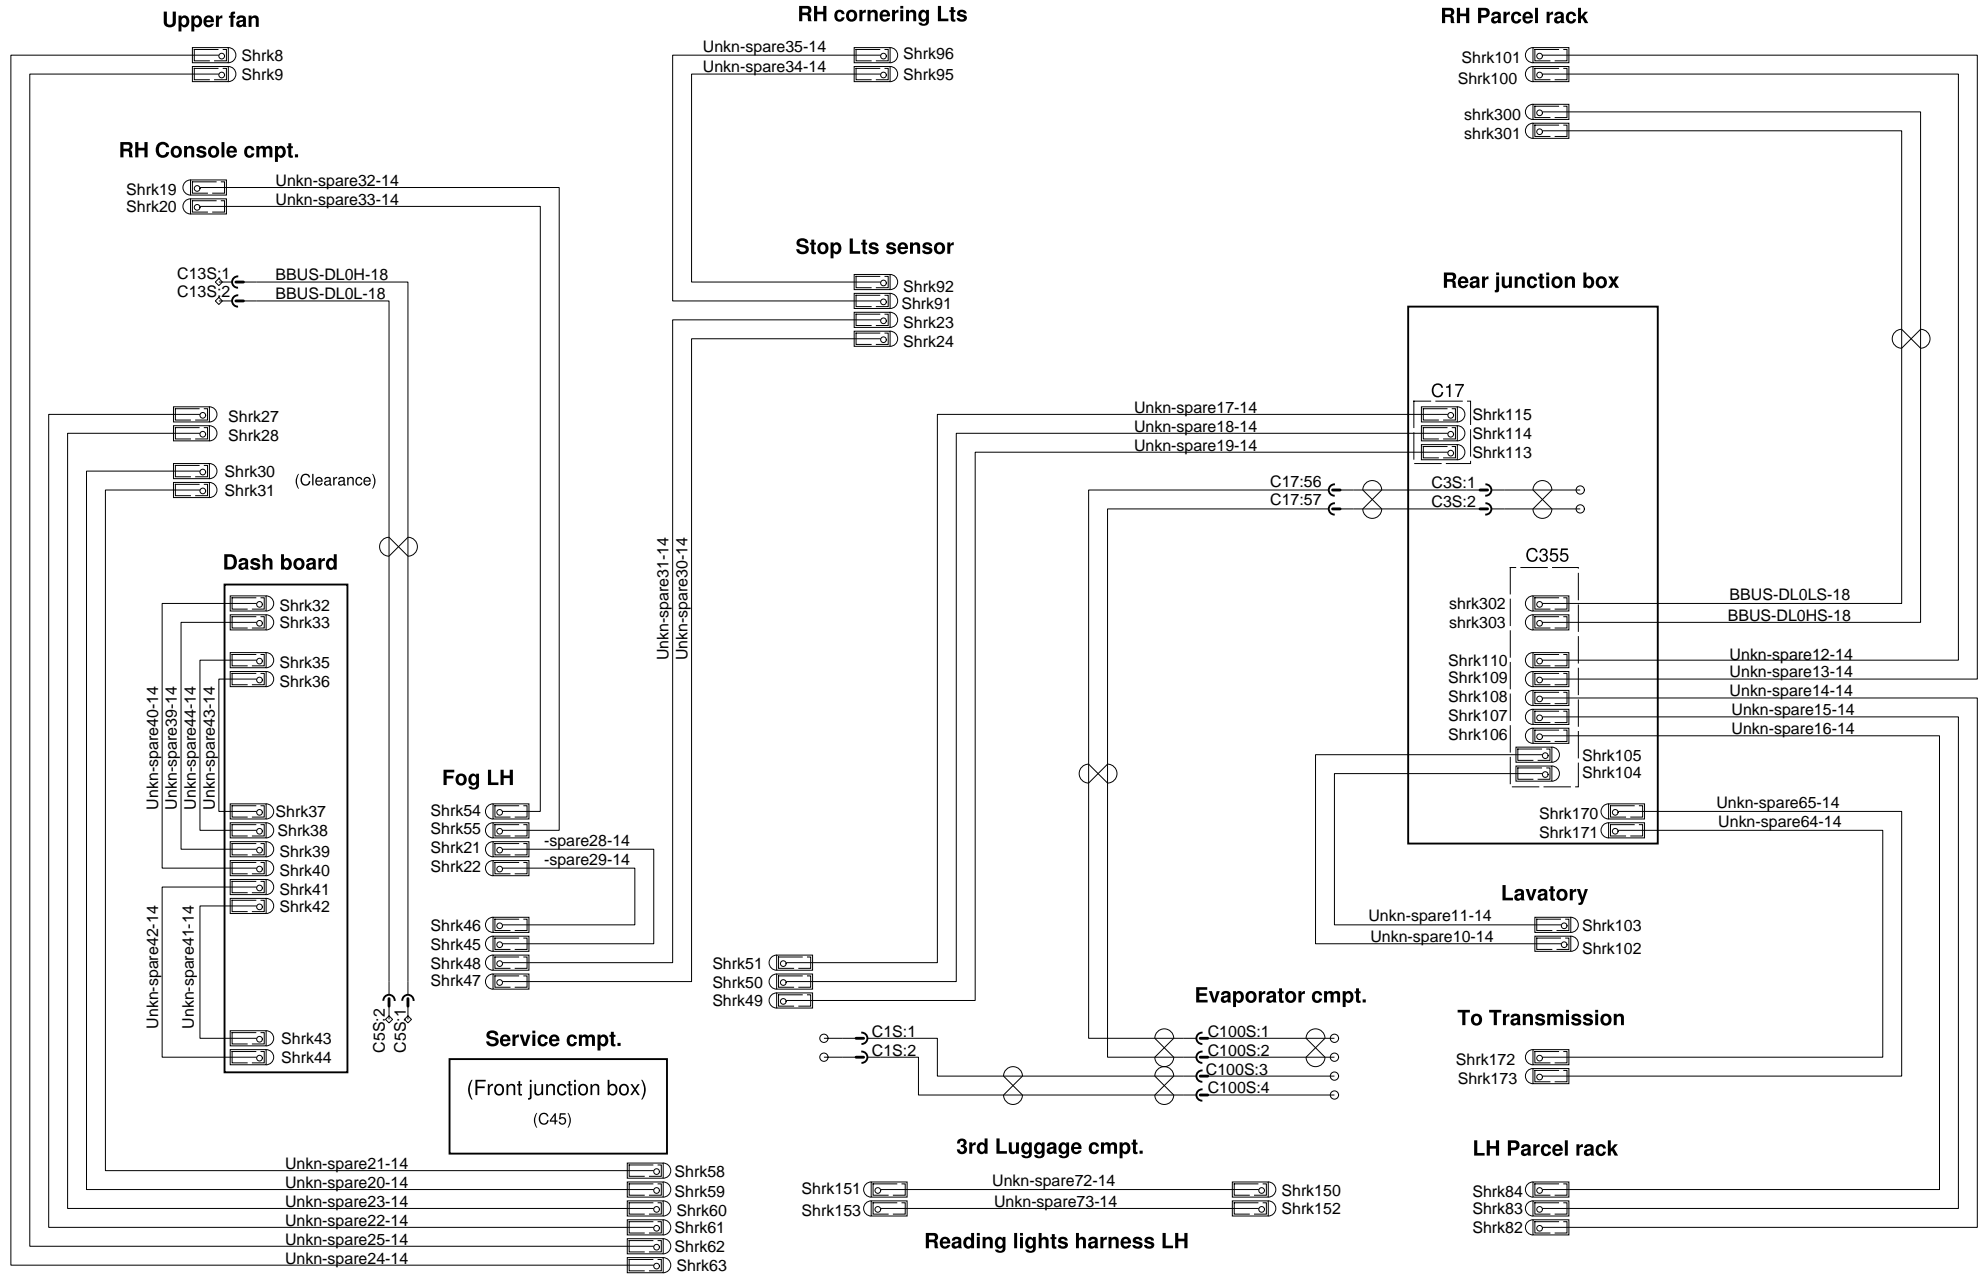 Upper fan
Shrk8
Shrk9
RH cornering Lts
Unkn-spare35-14
Shrk96
Unkn-spare34-14
Shrk95
RH Parcel rack
Shrk101
Shrk100
shrk300
shrk301
RH Console cmpt.
Shrk19
Unkn-spare32-14
Shrk20
Unkn-spare33-14
C13S:1
BBUS-DL0H-18
C13S:2
BBUS-DL0L-18
Stop Lts sensor
Shrk92
Shrk91
Shrk23
Shrk24
Unkn-spare31-14
Unkn-spare30-14
Shrk27
Shrk28
Shrk30
Shrk31
(Clearance)
Rear junction box
C17
Unkn-spare17-14
Shrk115
Unkn-spare18-14
Shrk114
Unkn-spare19-14
Shrk113
C17:56
C3S:1
C17:57
C3S:2
C355
shrk302
BBUS-DL0LS-18
shrk303
BBUS-DL0HS-18
Shrk110
Unkn-spare12-14
Shrk109
Unkn-spare13-14
Shrk108
Unkn-spare14-14
Shrk107
Unkn-spare15-14
Shrk106
Unkn-spare16-14
Shrk105
Shrk104
Shrk170
Unkn-spare65-14
Shrk171
Unkn-spare64-14
Dash board
Shrk32
Shrk33
Shrk35
Shrk36
Unkn-spare40-14
Unkn-spare39-14
Unkn-spare44-14
Unkn-spare43-14
Shrk37
Shrk38
Shrk39
Shrk40
Shrk41
Shrk42
Unkn-spare42-14
Unkn-spare41-14
Shrk43
Shrk44
C5S:2
C5S:1
Fog LH
Shrk54
Shrk55
Shrk21
-spare28-14
Shrk22
-spare29-14
Shrk46
Shrk45
Shrk48
Shrk47
Shrk51
Shrk50
Shrk49
Lavatory
Unkn-spare11-14
Shrk103
Unkn-spare10-14
Shrk102
Evaporator cmpt.
C1S:1
C100S:1
C1S:2
C100S:2
C100S:3
C100S:4
To Transmission
Shrk172
Shrk173
Service cmpt.
(Front junction box)
(C45)
Unkn-spare21-14
Shrk58
Unkn-spare20-14
Shrk59
Unkn-spare23-14
Shrk60
Unkn-spare22-14
Shrk61
Unkn-spare25-14
Shrk62
Unkn-spare24-14
Shrk63
3rd Luggage cmpt.
Shrk151
Unkn-spare72-14
Shrk150
Shrk153
Unkn-spare73-14
Shrk152
Reading lights harness LH
LH Parcel rack
Shrk84
Shrk83
Shrk82